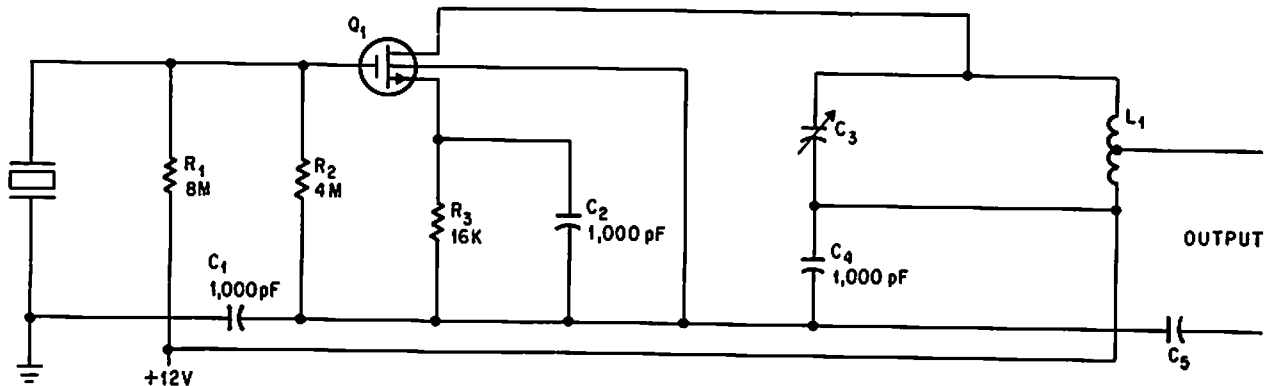 Q1
R1
8M
R2
4M
R3
16K
C2
1,000 pF
C1
1,000pF
C3
L1
C4
1,000 pF
OUTPUT
C5
+12V